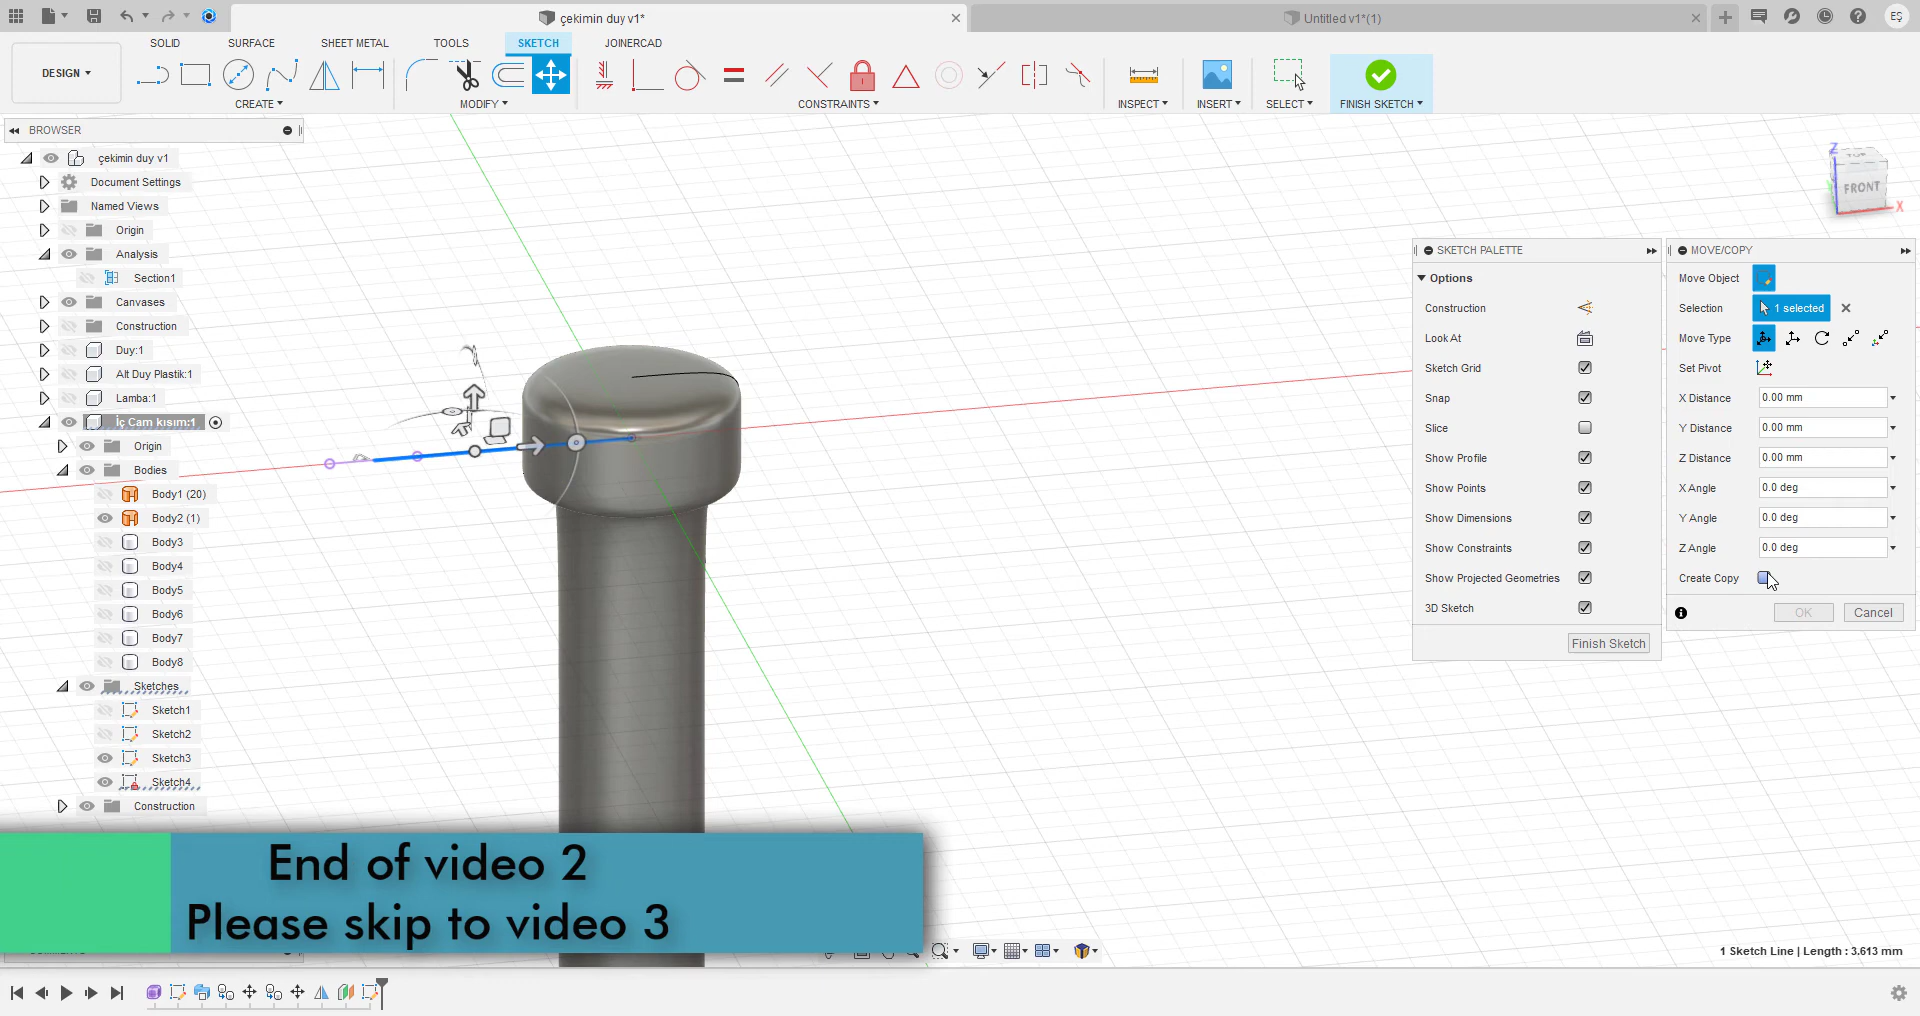 çekimin duy v1*
Untitled v1*(1)
EŞ
DESIGN
SOLID
SURFACE
SHEET METAL
TOOLS
SKETCH
JOINERCAD
CREATE
MODIFY
CONSTRAINTS
INSPECT
INSERT
SELECT
FINISH SKETCH
BROWSER
çekimin duy v1
Document Settings
Named Views
Origin
Analysis
Section1
Canvases
Construction
Duy:1
Alt Duy Plastik:1
Lamba:1
İç Cam kısım:1
Origin
Bodies
Body1 (20)
Body2 (1)
Body3
Body4
Body5
Body6
Body7
Body8
Sketches
Sketch1
Sketch2
Sketch3
Sketch4
Construction
Z
TOP
FRONT
X
SKETCH PALETTE
Options
Construction
Look At
Sketch Grid
Snap
Slice
Show Profile
Show Points
Show Dimensions
Show Constraints
Show Projected Geometries
3D Sketch
Finish Sketch
MOVE/COPY
Move Object
Selection 1 selected
Move Type
Set Pivot
X Distance 0.00 mm
Y Distance 0.00 mm
Z Distance 0.00 mm
X Angle 0.0 deg
Y Angle 0.0 deg
Z Angle 0.0 deg
Create Copy
OK
Cancel
End of video 2
Please skip to video 3
1 Sketch Line | Length : 3.613 mm